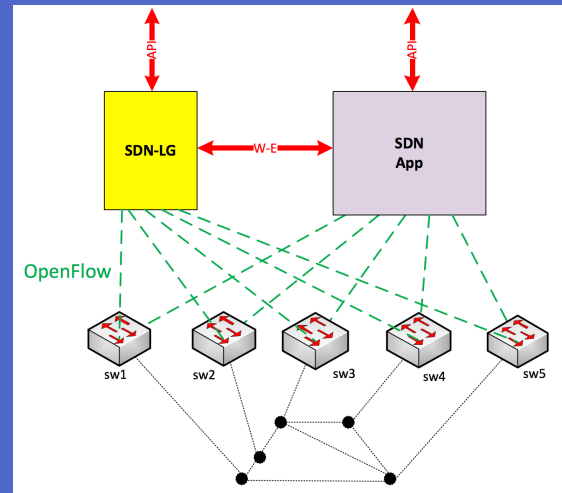 API
API
SDN-LG
W-E
SDN
App
OpenFlow
sw1
sw2
sw3
sw4
sw5